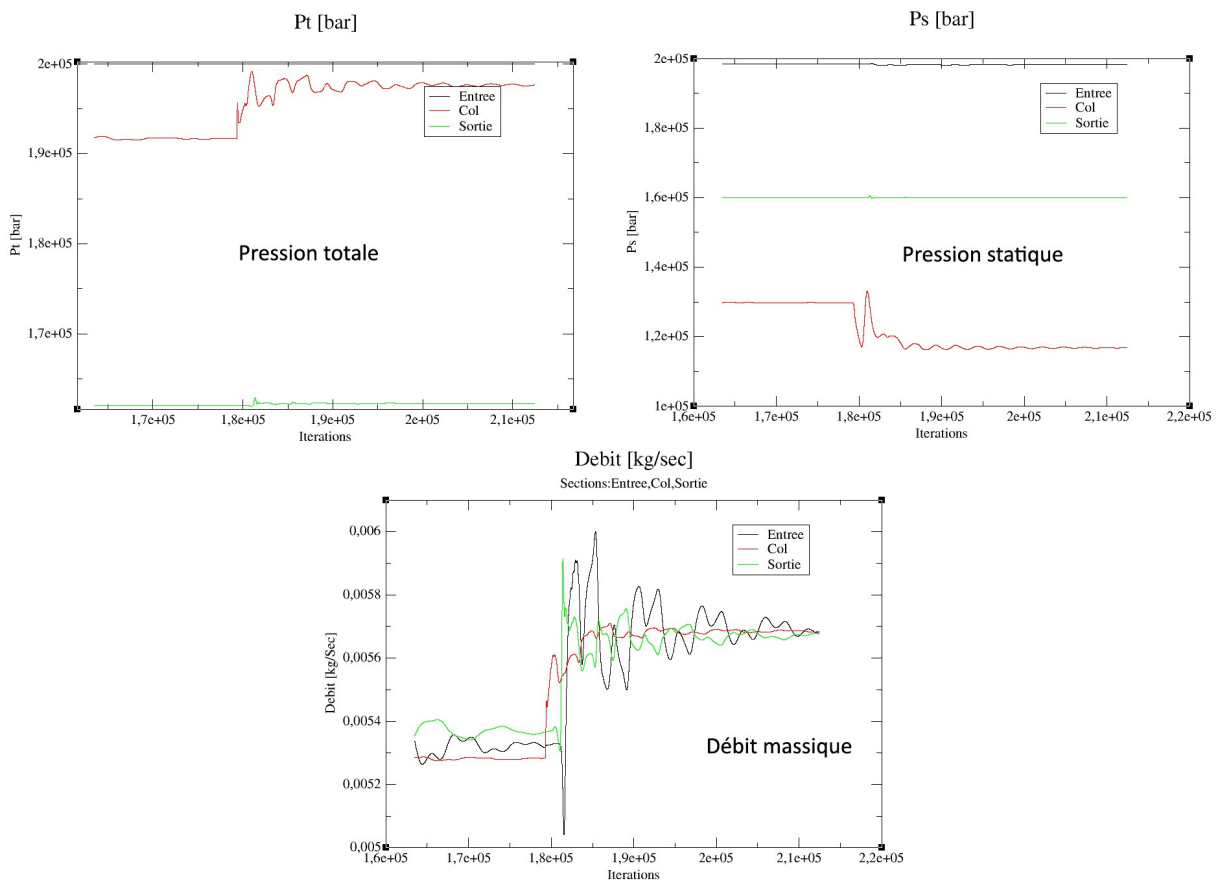 Pt [bar]
Ps [bar]
2e+05
1,9e+05
1,8e+05
1,7e+05
Pt [bar]
Entree
Col
Sortie
Pression totale
1,7e+05 1,8e+05 1,9e+05 2e+05 2,1e+05
Iterations
2e+05
1,8e+05
1,6e+05
1,4e+05
1,2e+05
1e+05
Ps [bar]
Entree
Col
Sortie
Pression statique
1,6e+05 1,7e+05 1,8e+05 1,9e+05 2e+05 2,1e+05 2,2e+05
Iterations
Debit [kg/sec]
Sections:Entree,Col,Sortie
0,006
0,0058
0,0056
0,0054
0,0052
0,005
Debit [kg/Sec]
Entree
Col
Sortie
Débit massique
1,6e+05 1,7e+05 1,8e+05 1,9e+05 2e+05 2,1e+05 2,2e+05
Iterations